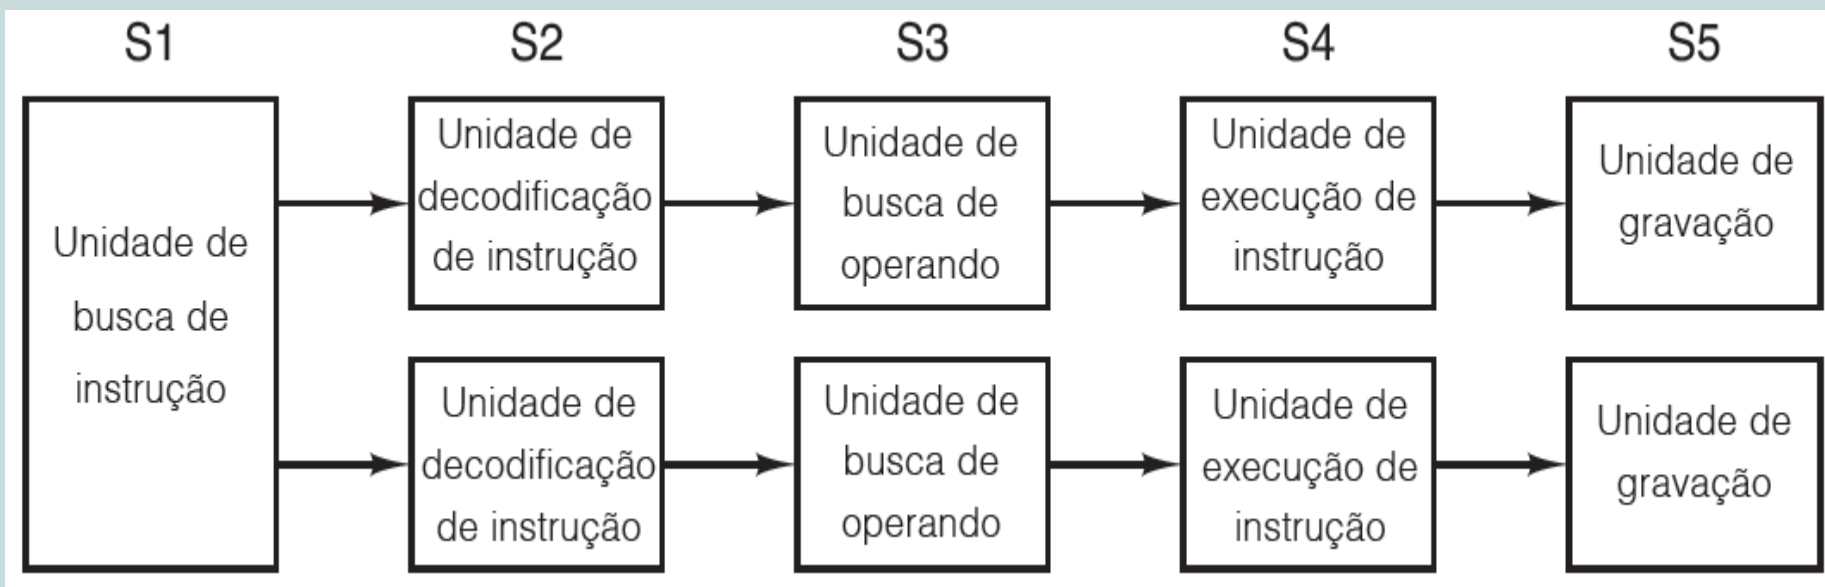 S1
S2
S3
S4
S5
Unidade de
busca de
instrução
Unidade de
decodificação
de instrução
Unidade de
busca de
operando
Unidade de
execução de
instrução
Unidade de
gravação
Unidade de
decodificação
de instrução
Unidade de
busca de
operando
Unidade de
execução de
instrução
Unidade de
gravação